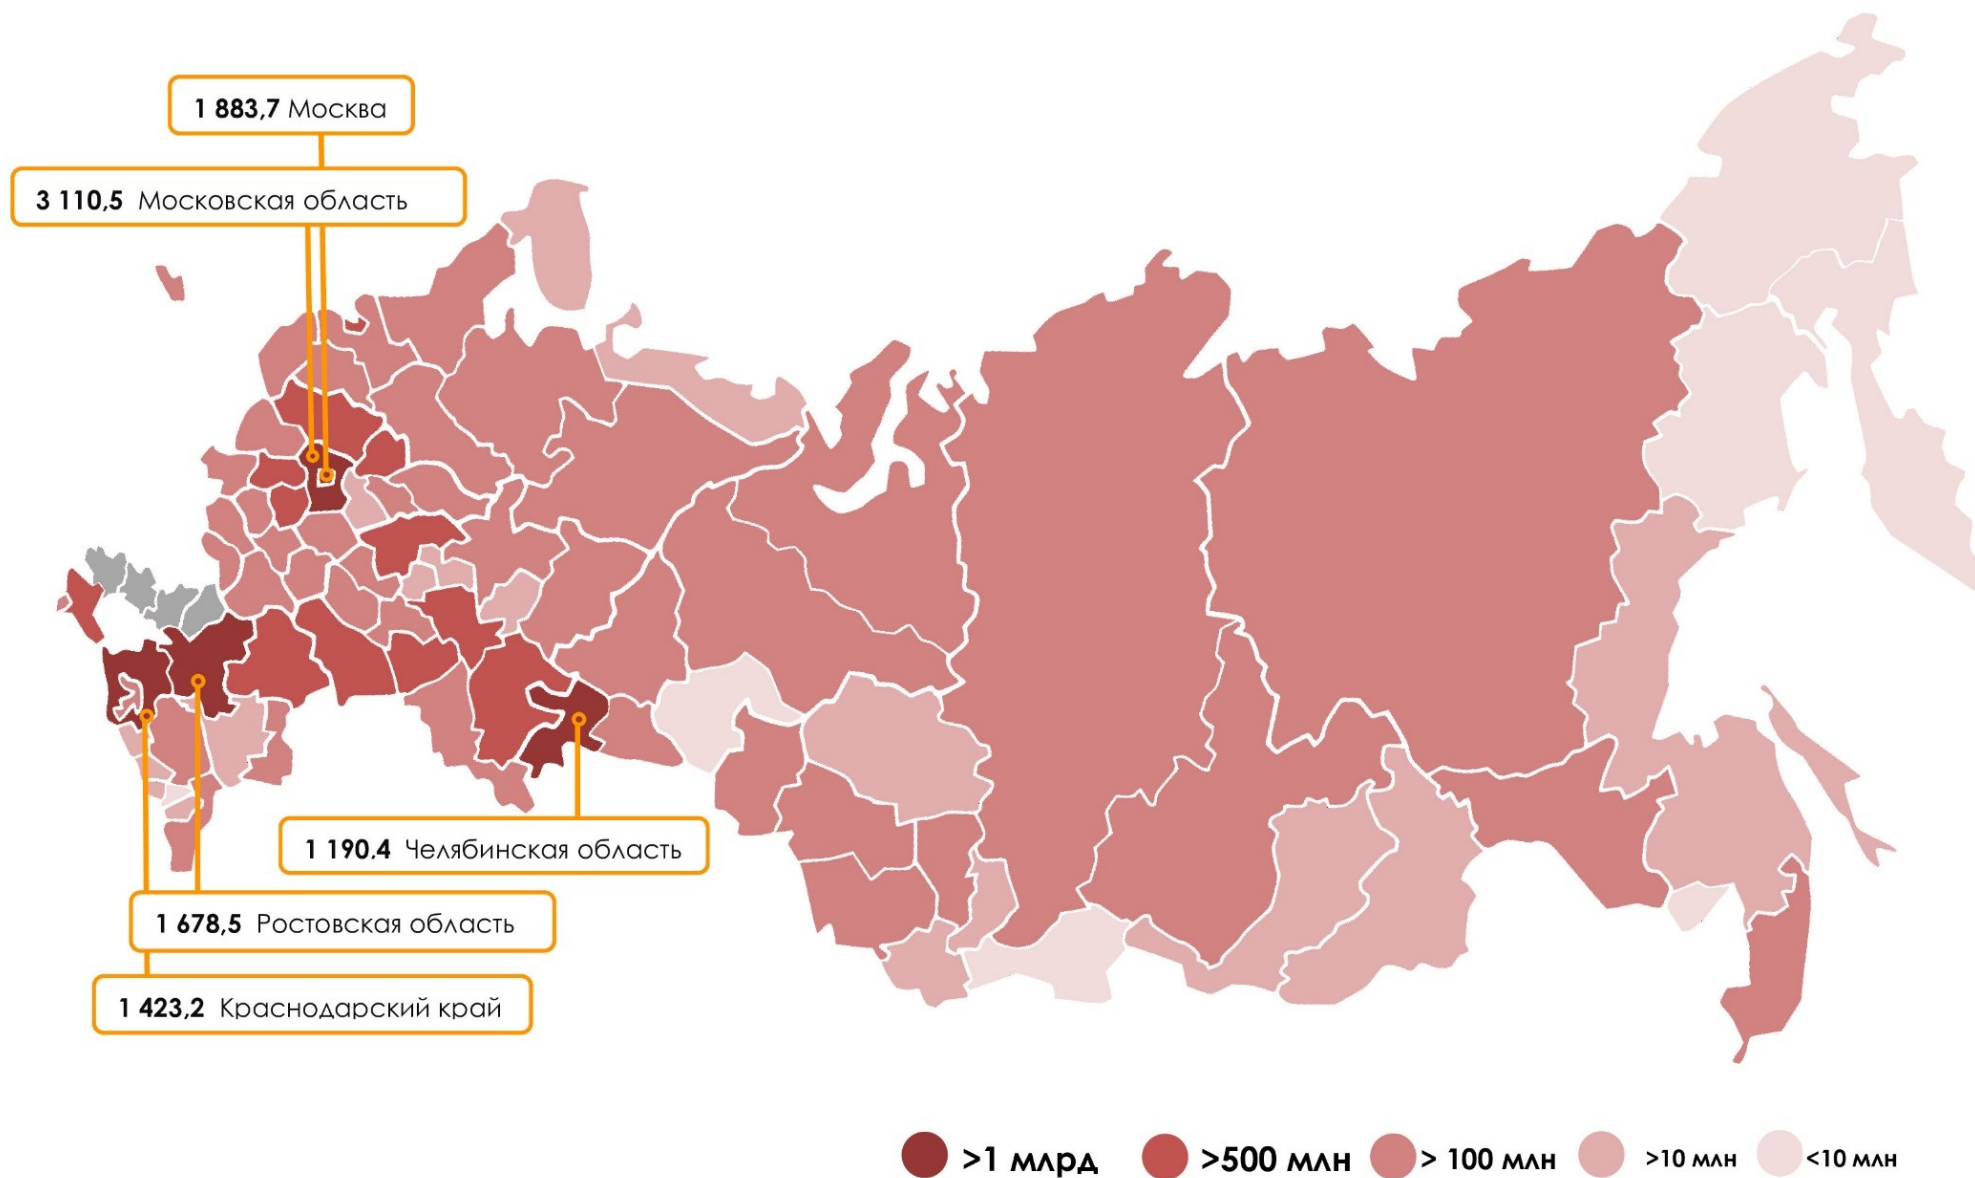 1 883,7 Москва
3 110,5 Московская область
1 190,4 Челябинская область
1 678,5 Ростовская область
1 423,2 Краснодарский край
>1 млрд >500 млн > 100 млн >10 млн <10 млн